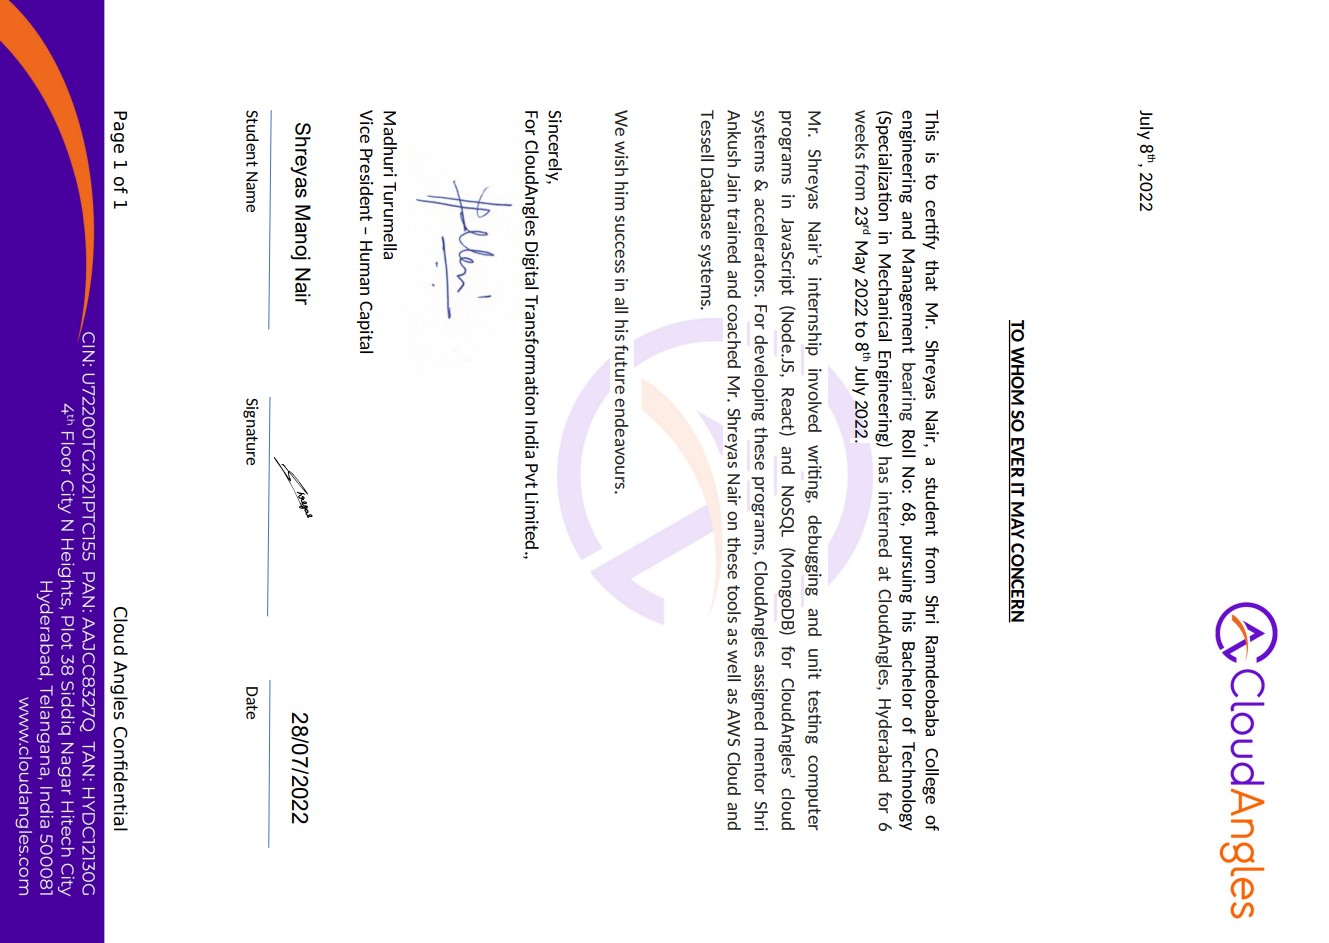 CloudAngles
July 8th, 2022
TO WHOM SO EVER IT MAY CONCERN
This is to certify that Mr. Shreyas Nair, a student from Shri Ramdeobaba College of
engineering and Management bearing Roll No: 68, pursuing his Bachelor of Technology
(Specialization in Mechanical Engineering) has interned at CloudAngles, Hyderabad for 6
weeks from 23rd May 2022 to 8th July 2022.
Mr. Shreyas Nair’s internship involved writing, debugging and unit testing computer
programs in JavaScript (Node.JS, React) and NoSQL (MongoDB) for CloudAngles’ cloud
systems & accelerators. For developing these programs, CloudAngles assigned mentor Shri
Ankush Jain trained and coached Mr. Shreyas Nair on these tools as well as AWS Cloud and
Tessell Database systems.
We wish him success in all his future endeavours.
Sincerely,
For CloudAngles Digital Transformation India Pvt Limited.,
Madhuri Turumella
Vice President – Human Capital
Shreyas Manoj Nair
28/07/2022
Student Name
Signature
Date
Page 1 of 1
Cloud Angles Confidential
CIN: U72200TG2021PTC155 PAN: AAJCC8327Q TAN: HYDC12130G
4th Floor City N Heights, Plot 38 Siddiq Nagar Hitech City
Hyderabad, Telangana, India 500081
www.cloudangles.com